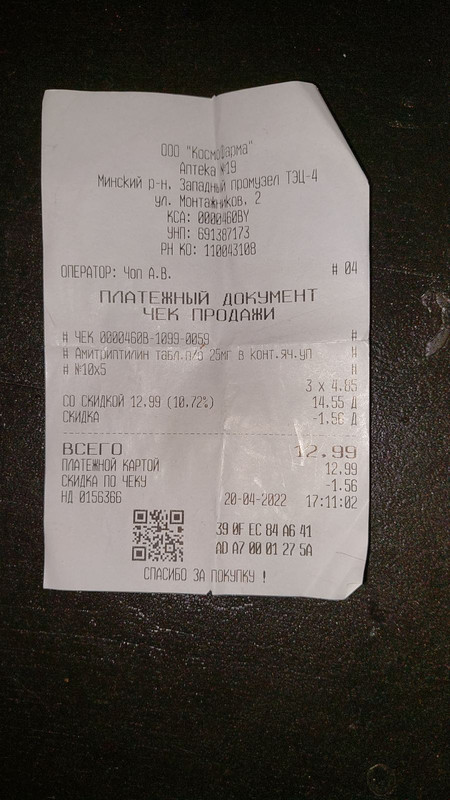 ООО "КосмоФарма"
Аптека №19
Минский р-н, Западный промузел ТЭЦ-4
ул. Монтажников, 2
КСА: 0000460BY
УНП: 691387173
РН КО: 110043108
ОПЕРАТОР: Чоп А.В. # 04
ПЛАТЕЖНЫЙ ДОКУМЕНТ
ЧЕК ПРОДАЖИ
# ЧЕК 0000460B-1099-0059 #
# Амитриптилин табл.п/о 25мг в конт.яч.уп #
# №10х5 #
3 x 4.85
СО СКИДКОЙ 12.99 (10.72%) 14.55 Д
СКИДКА -1.56 Д
ВСЕГО 12.99
ПЛАТЕЖНОЙ КАРТОЙ 12.99
СКИДКА ПО ЧЕКУ -1.56
НД 0156366 20-04-2022 17:11:02
39 0F EC 84 A6 41
AD A7 00 01 27 5A
СПАСИБО ЗА ПОКУПКУ !